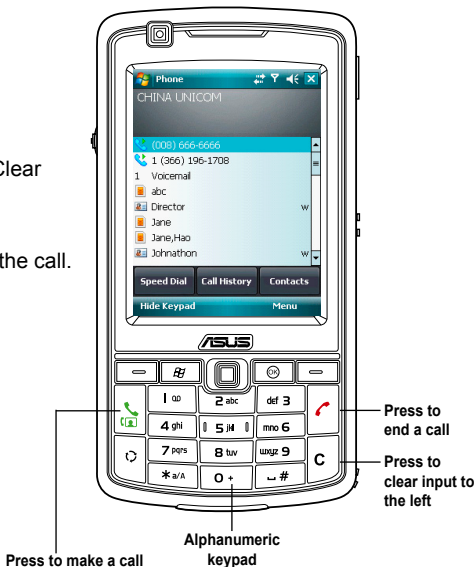 Clear
the call.
Phone
CHINA UNICOM
(008) 666-6666
1 (366) 196-1708
1 Voicemail
abc
Director w
Jane
Jane,Hao
Johnathon w
Speed Dial Call History Contacts
Hide Keypad Menu
ASUS
OK
1 2 abc def 3
4 ghi 5 jkl mno 6
7 pqrs 8 tuv wxyz 9 C
* a/A 0 + #
Press to
end a call
Press to
clear input to
the left
Alphanumeric
keypad
Press to make a call